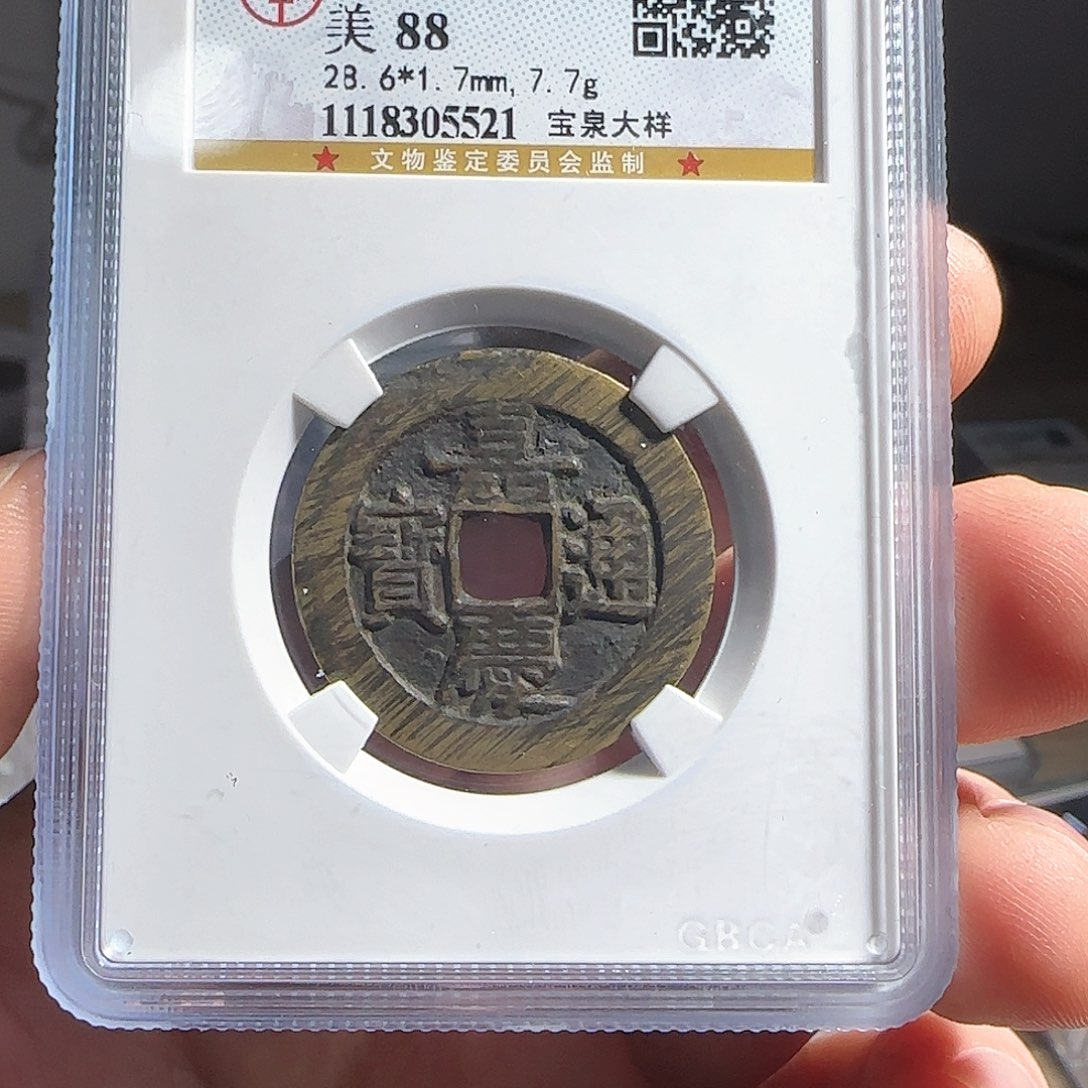 美 88
28.6*1.7mm, 7.7g
1118305521 宝泉大样
★ 文物鉴定委员会监制 ★
嘉慶通寶
GBCA